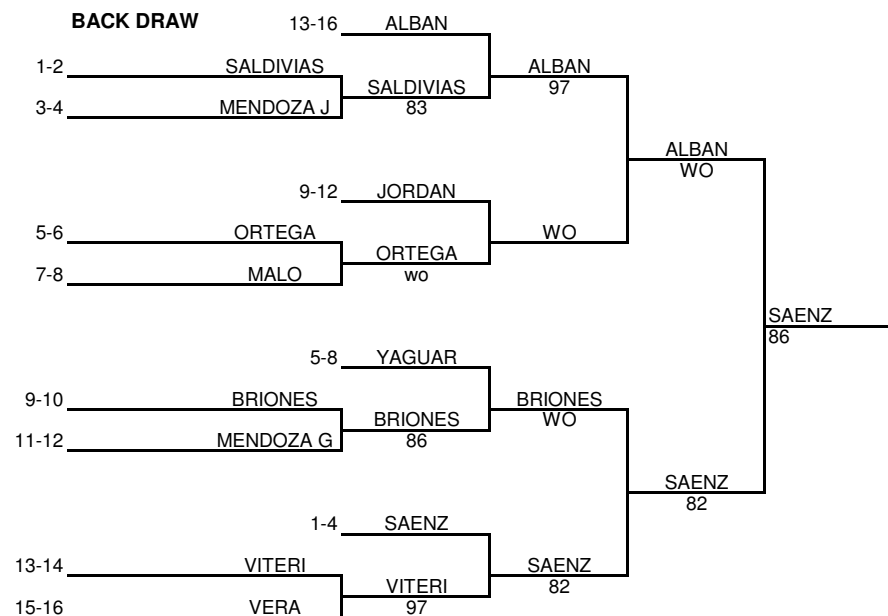 BACK DRAW
13-16 ALBAN
1-2 SALDIVIAS ALBAN
SALDIVIAS 97
3-4 MENDOZA J 83
ALBAN
WO
9-12 JORDAN
5-6 ORTEGA WO
ORTEGA
7-8 MALO wo
SAENZ
86
5-8 YAGUAR
9-10 BRIONES BRIONES
BRIONES WO
11-12 MENDOZA G 86
SAENZ
82
1-4 SAENZ
13-14 VITERI SAENZ
VITERI 82
15-16 VERA 97